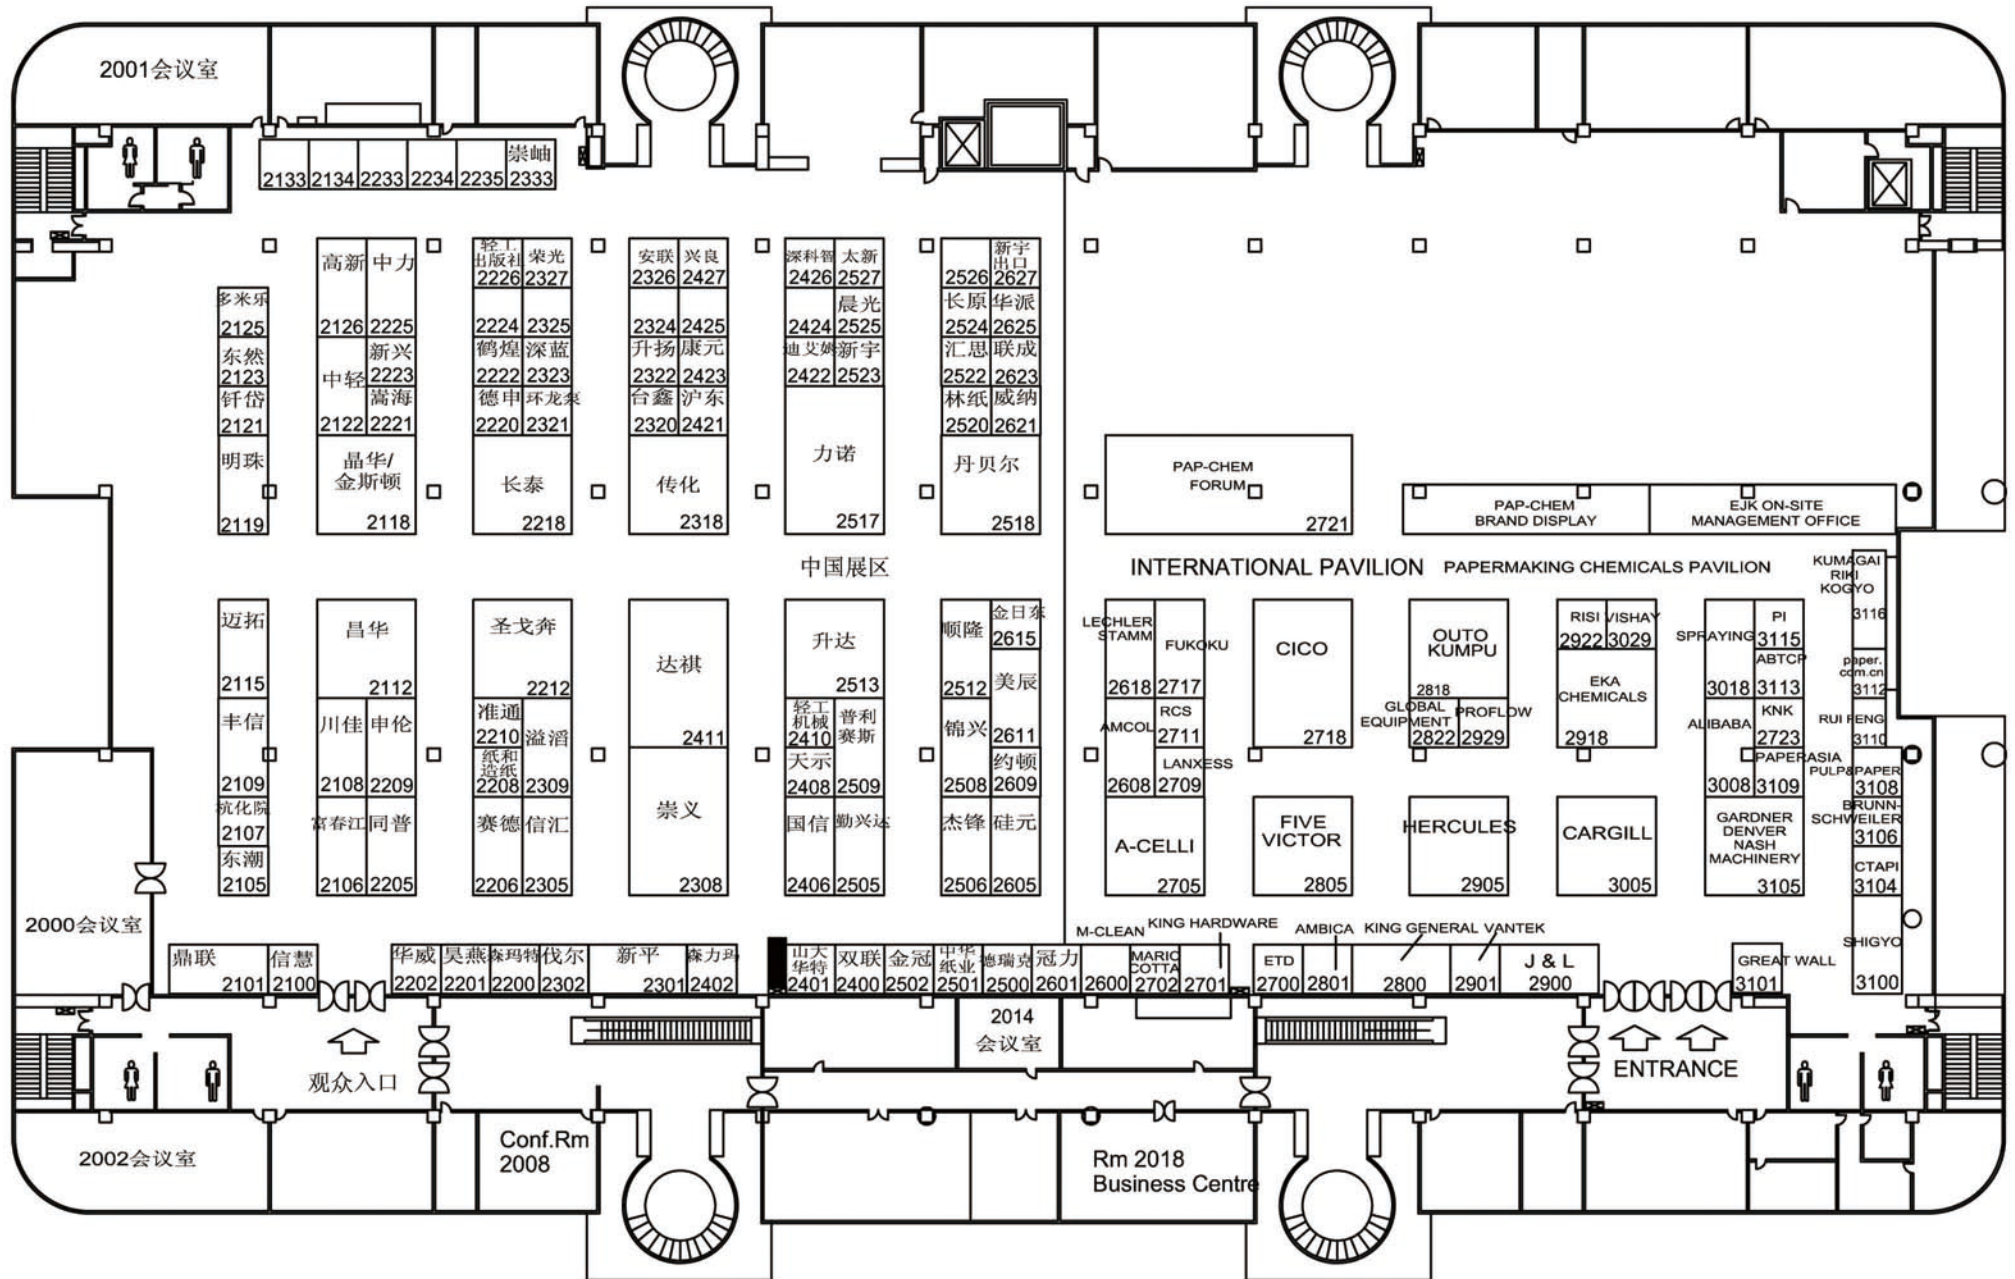 2001会议室
崇岫
2133 2134 2233 2234 2235 2333
高新 中力
2126 2225
轻工
出版社
2226
荣光
2327
安联
2326
兴良
2427
深科智
2426
太新
2527
2526
新宇
出口
2627
多米乐
2125
2224 2325
2324 2425
2424
晨光
2525
长原
2524
华派
2625
东然
2123
中轻
2122
新兴
2223
鹤煌
2222
深蓝
2323
升扬
2322
康元
2423
迪艾姆
2422
新宇
2523
汇思
2522
联成
2623
钎岱
2121
嵩海
2221
德申
2220
环龙泵
2321
台鑫
2320
沪东
2421
林纸
2520
威纳
2621
明珠
2119
晶华/
金斯顿
2118
长泰
2218
传化
2318
力诺
2517
丹贝尔
2518
PAP-CHEM
FORUM
2721
PAP-CHEM
BRAND DISPLAY
EJK ON-SITE
MANAGEMENT OFFICE
中国展区
INTERNATIONAL PAVILION
PAPERMAKING CHEMICALS PAVILION
KUMAGAI
RIKI
KOGYO
3116
迈拓
2115
昌华
2112
圣戈奔
2212
达祺
2411
升达
2513
顺隆
2512
金日东
2615
美辰
2611
LECHLER
STAMM
2618
FUKOKU
2717
CICO
2718
OUTO
KUMPU
2818
RISI
2922
VISHAY
3029
EKA
CHEMICALS
2918
SPRAYING
3018
PI
3115
ABTCP
3113
paper.
com.cn
3112
丰信
2109
川佳
2108
申伦
2209
准通
2210
纸和
造纸
2208
溢滔
2309
轻工
机械
2410
普利
赛斯
2509
天示
2408
锦兴
2508
约顿
2609
AMCOL
2608
RCS
2711
LANXESS
2709
GLOBAL
EQUIPMENT
2822
PROFLOW
2929
ALIBABA
3008
KNK
2723
PAPERASIA
3109
RUI FENG
3110
PULP&PAPER
3108
杭化院
2107
东潮
2105
富春江
2106
同普
2205
赛德
2206
信汇
2305
崇义
2308
国信
2406
勤兴达
2505
杰锋
2506
硅元
2605
A-CELLI
2705
FIVE
VICTOR
2805
HERCULES
2905
CARGILL
3005
GARDNER
DENVER
NASH
MACHINERY
3105
BRUNN-
SCHWEILER
3106
CTAPI
3104
SHIGYO
3100
2000会议室
鼎联
2101
信慧
2100
华威
2202
昊燕
2201
森玛特
2200
伐尔
2302
新平
2301
森力玛
2402
山大
华特
2401
双联
2400
金冠
2502
中华
纸业
2501
德瑞克
2500
冠力
2601
M-CLEAN
2600
MARIO
COTTA
2702
KING HARDWARE
2701
ETD
2700
AMBICA
2801
KING GENERAL
2800
VANTEK
2901
J & L
2900
GREAT WALL
3101
观众入口
2014
会议室
ENTRANCE
2002会议室
Conf.Rm
2008
Rm 2018
Business Centre